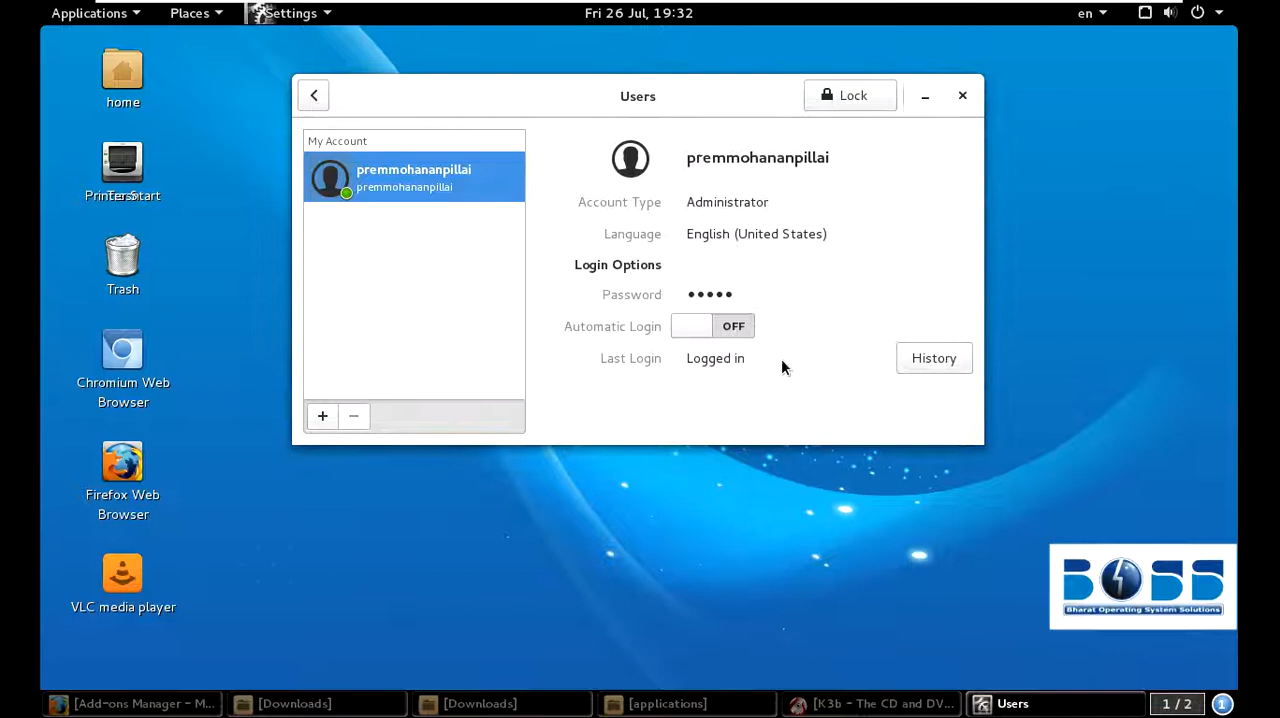 Applications
Places
Settings
Fri 26 Jul, 19:32
en
home
Trash
Chromium Web
Browser
Firefox Web
Browser
VLC media player
Users
Lock
My Account
premmohananpillai
premmohananpillai
+
−
premmohananpillai
Account Type Administrator
Language English (United States)
Login Options
Password •••••
Automatic Login OFF
Last Login Logged in
History
BOSS
Bharat Operating System Solutions
[Add-ons Manager – M...
[Downloads]
[Downloads]
[applications]
[K3b – The CD and DV...
Users
1 / 2
1